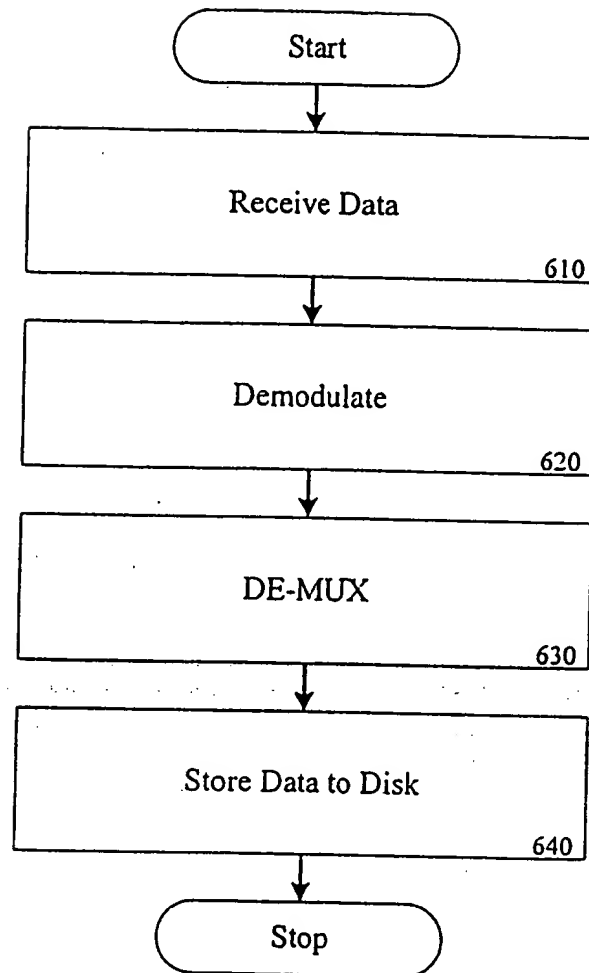 Start
Receive Data
610
Demodulate
620
DE-MUX
630
Store Data to Disk
640
Stop